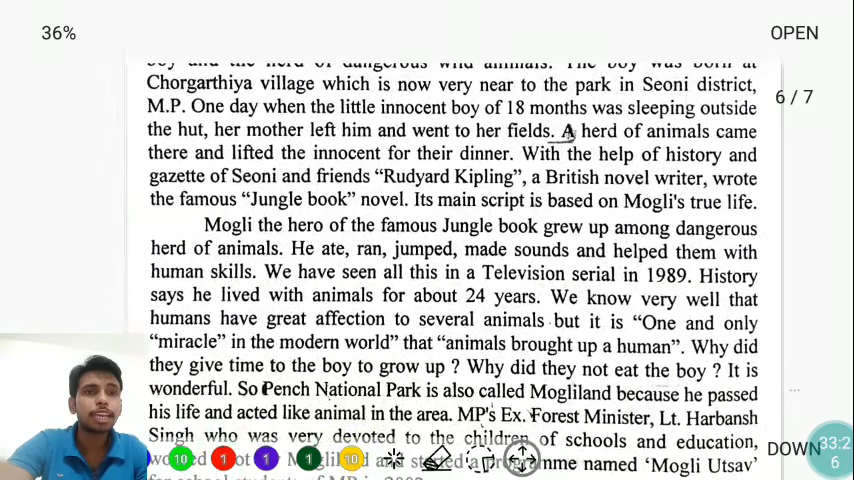 36%
OPEN
6 / 7
boy and the herd of dangerous wild animals. The boy was born at
Chorgarthiya village which is now very near to the park in Seoni district,
M.P. One day when the little innocent boy of 18 months was sleeping outside
the hut, her mother left him and went to her fields. A herd of animals came
there and lifted the innocent for their dinner. With the help of history and
gazette of Seoni and friends “Rudyard Kipling”, a British novel writer, wrote
the famous “Jungle book” novel. Its main script is based on Mogli's true life.
Mogli the hero of the famous Jungle book grew up among dangerous
herd of animals. He ate, ran, jumped, made sounds and helped them with
human skills. We have seen all this in a Television serial in 1989. History
says he lived with animals for about 24 years. We know very well that
humans have great affection to several animals but it is “One and only
“miracle” in the modern world” that “animals brought up a human”. Why did
they give time to the boy to grow up ? Why did they not eat the boy ? It is
wonderful. So Pench National Park is also called Mogliland because he passed
his life and acted like animal in the area. MP's Ex. Forest Minister, Lt. Harbansh
Singh who was very devoted to the children of schools and education,
and started a programme named ‘Mogli Utsav’
DOWN
33:2
6
10
1
1
1
10